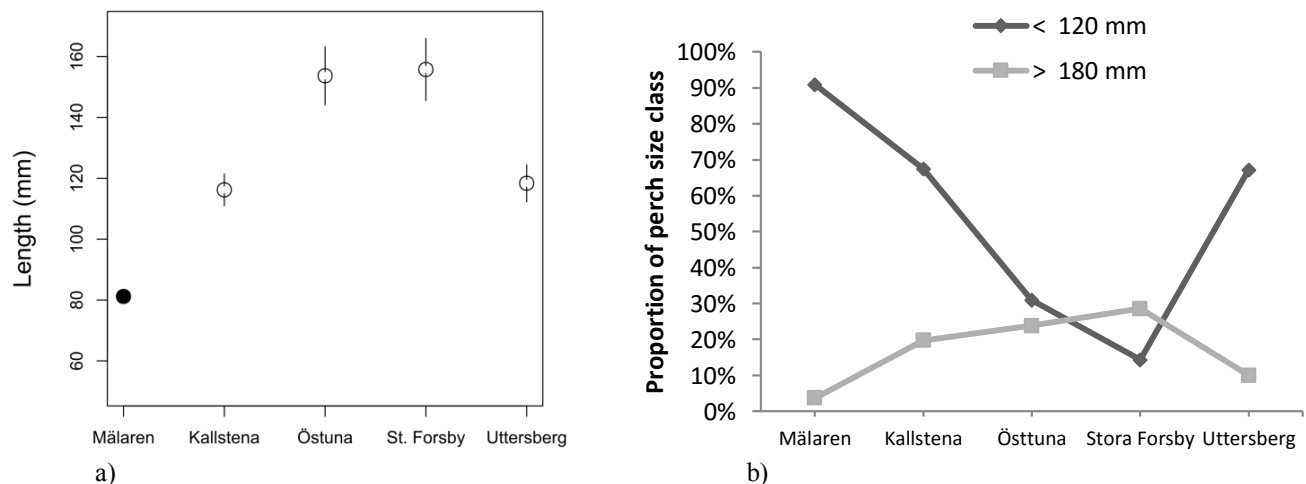 Length (mm)
160
140
120
100
80
60
Mälaren Kallstena Östuna St. Forsby Uttersberg
a)
< 120 mm
> 180 mm
Proportion of perch size class
100%
90%
80%
70%
60%
50%
40%
30%
20%
10%
0%
Mälaren Kallstena Östtuna Stora Forsby Uttersberg
b)